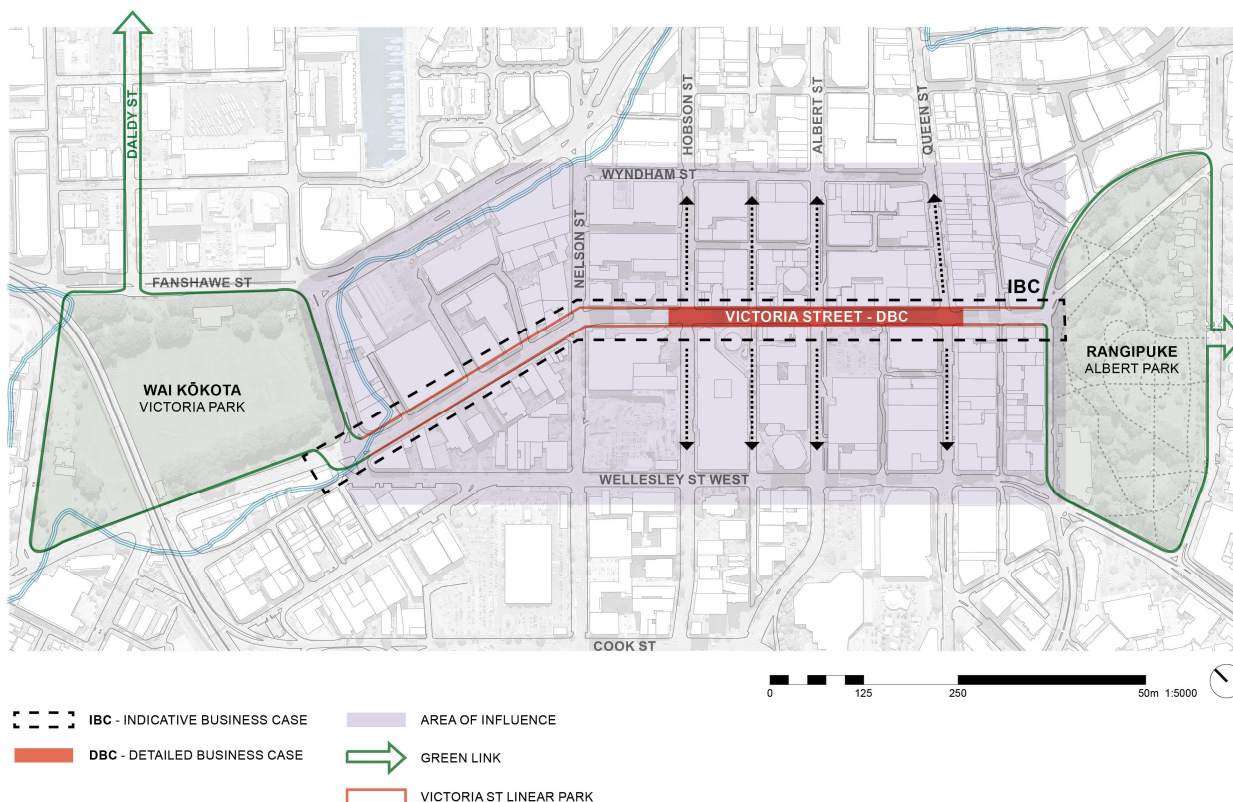 DALDY ST
HOBSON ST
ALBERT ST
QUEEN ST
WYNDHAM ST
NELSON ST
FANSHAWE ST
IBC
VICTORIA STREET - DBC
WAI KŌKOTA
VICTORIA PARK
RANGIPUKE
ALBERT PARK
WELLESLEY ST WEST
COOK ST
0 125 250 50m 1:5000
IBC - INDICATIVE BUSINESS CASE
DBC - DETAILED BUSINESS CASE
AREA OF INFLUENCE
GREEN LINK
VICTORIA ST LINEAR PARK